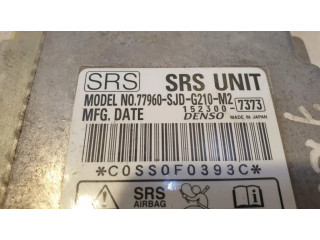 SRS SRS UNIT
MODEL NO.77960-SJD-G210-M2
MFG. DATE 152300-7373
DENSO MADE IN JAPAN
*C0SS0F0393C*
SRS
AIRBAG